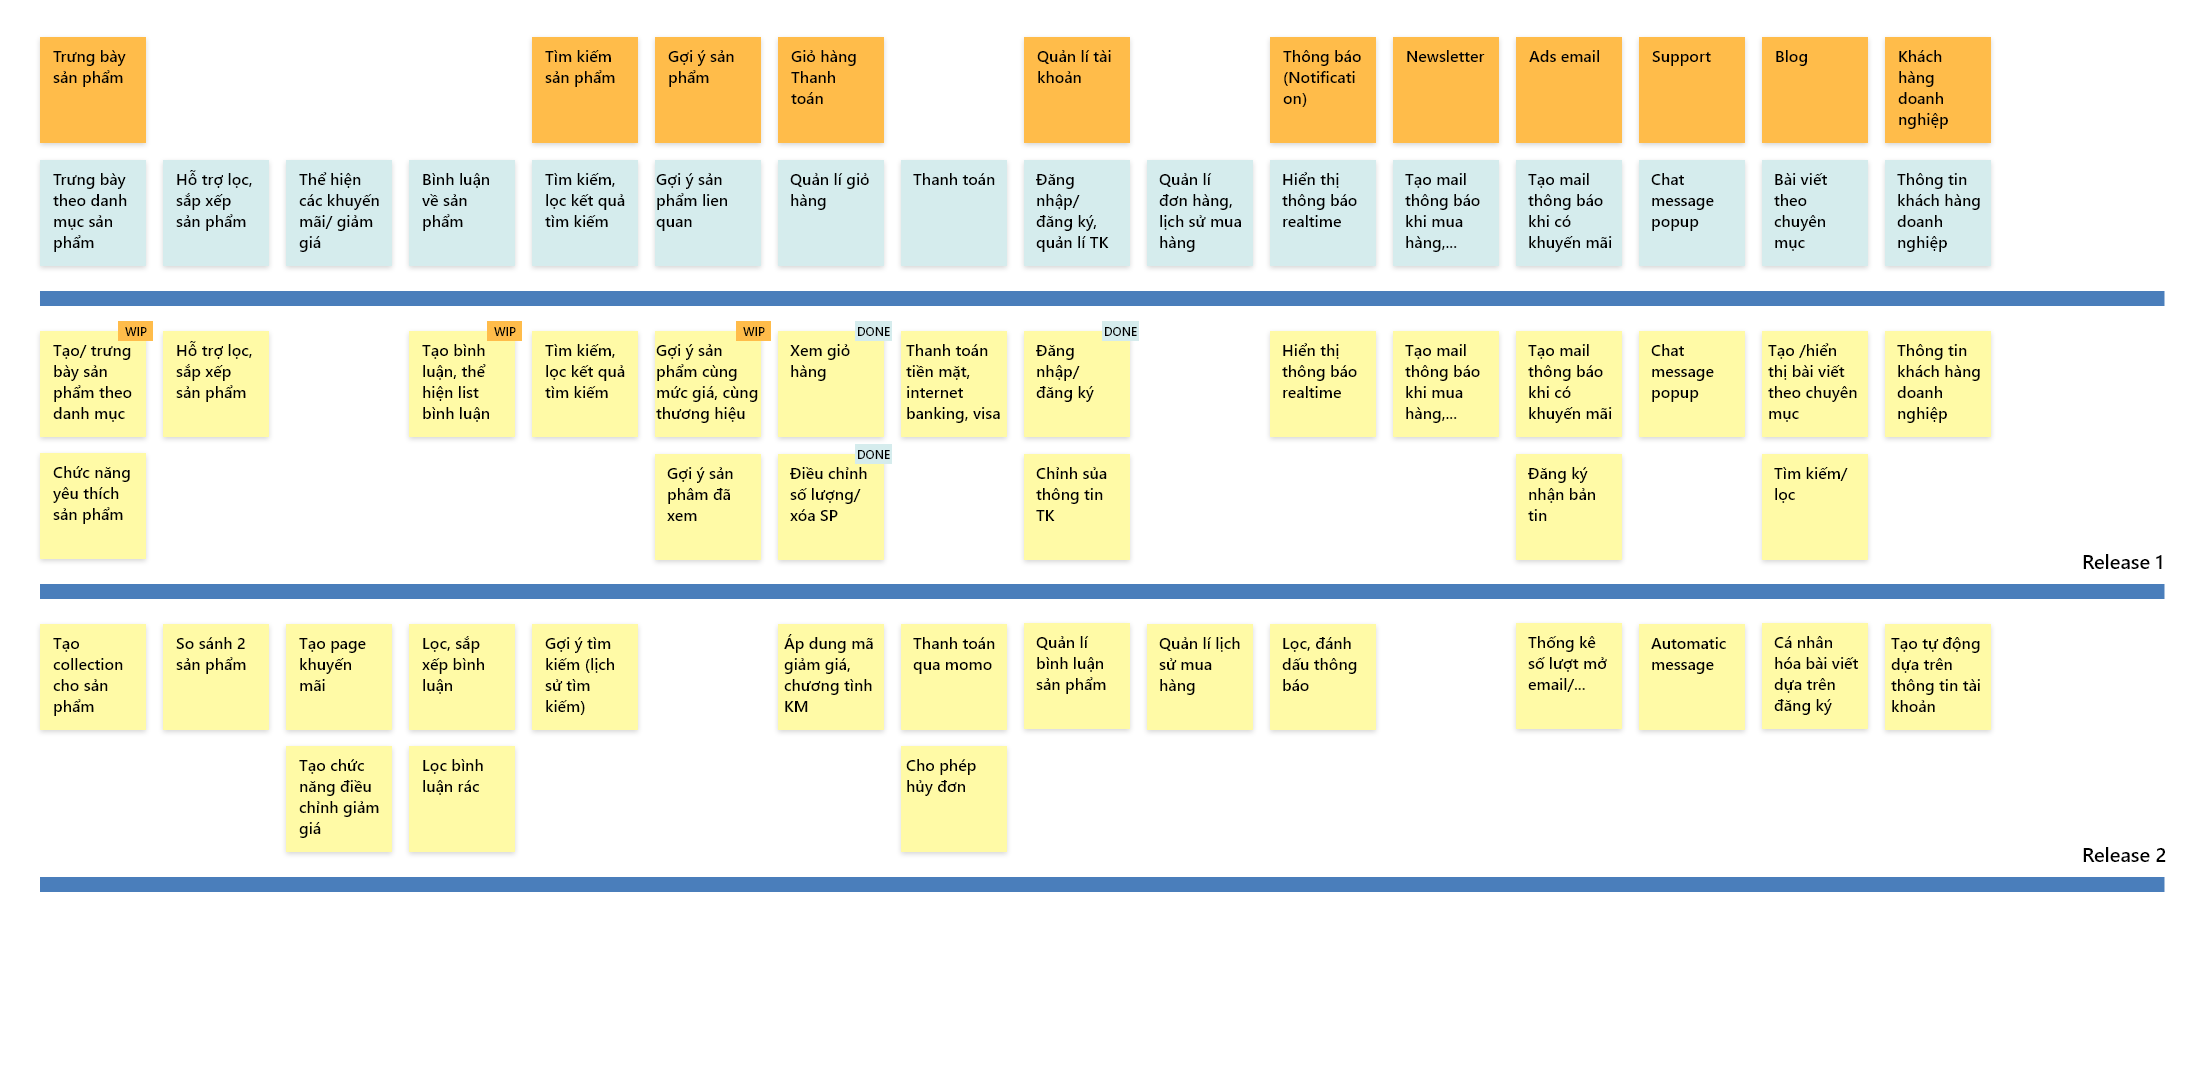 Trưng bày
sản phẩm
Tìm kiếm
sản phẩm
Gợi ý sản
phẩm
Giỏ hàng
Thanh
toán
Quản lí tài
khoản
Thông báo
(Notificati
on)
Newsletter
Ads email
Support
Blog
Khách
hàng
doanh
nghiệp
Trưng bày
theo danh
mục sản
phẩm
Hỗ trợ lọc,
sắp xếp
sản phẩm
Thể hiện
các khuyến
mãi/ giảm
giá
Bình luận
về sản
phẩm
Tìm kiếm,
lọc kết quả
tìm kiếm
Gợi ý sản
phẩm lien
quan
Quản lí giỏ
hàng
Thanh toán
Đăng
nhập/
đăng ký,
quản lí TK
Quản lí
đơn hàng,
lịch sử mua
hàng
Hiển thị
thông báo
realtime
Tạo mail
thông báo
khi mua
hàng,...
Tạo mail
thông báo
khi có
khuyến mãi
Chat
message
popup
Bài viết
theo
chuyên
mục
Thông tin
khách hàng
doanh
nghiệp
WIP
Tạo/ trưng
bày sản
phẩm theo
danh mục
Hỗ trợ lọc,
sắp xếp
sản phẩm
WIP
Tạo bình
luận, thể
hiện list
bình luận
Tìm kiếm,
lọc kết quả
tìm kiếm
WIP
Gợi ý sản
phẩm cùng
mức giá, cùng
thương hiệu
DONE
Xem giỏ
hàng
Thanh toán
tiền mặt,
internet
banking, visa
DONE
Đăng
nhập/
đăng ký
Hiển thị
thông báo
realtime
Tạo mail
thông báo
khi mua
hàng,...
Tạo mail
thông báo
khi có
khuyến mãi
Chat
message
popup
Tạo /hiển
thị bài viết
theo chuyên
mục
Thông tin
khách hàng
doanh
nghiệp
Chức năng
yêu thích
sản phẩm
Gợi ý sản
phâm đã
xem
DONE
Điều chỉnh
số lượng/
xóa SP
Chỉnh sủa
thông tin
TK
Đăng ký
nhận bản
tin
Tìm kiếm/
lọc
Release 1
Tạo
collection
cho sản
phẩm
So sánh 2
sản phẩm
Tạo page
khuyến
mãi
Lọc, sắp
xếp bình
luận
Gợi ý tìm
kiếm (lịch
sử tìm
kiếm)
Áp dung mã
giảm giá,
chương tình
KM
Thanh toán
qua momo
Quản lí
bình luận
sản phẩm
Quản lí lịch
sử mua
hàng
Lọc, đánh
dấu thông
báo
Thống kê
số lượt mở
email/...
Automatic
message
Cá nhân
hóa bài viết
dựa trên
đăng ký
Tạo tự động
dựa trên
thông tin tài
khoản
Tạo chức
năng điều
chỉnh giảm
giá
Lọc bình
luận rác
Cho phép
hủy đơn
Release 2